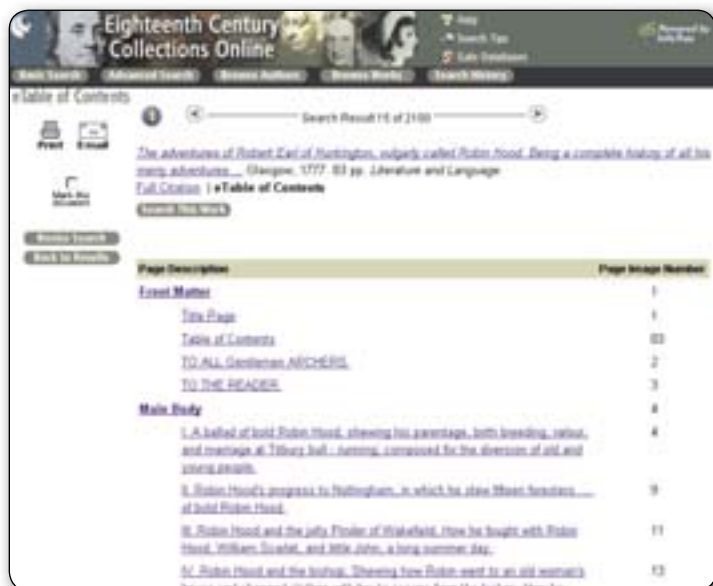 Eighteenth Century
Collections Online
Help
Search Tips
Gale Databases
Powered by
Basic Search
Advanced Search
Browse Authors
Browse Works
Search History
eTable of Contents
Print
E-mail
Mark this
document
Revise Search
Back to Results
Search Result 15 of 2100
The adventures of Robert Earl of Huntington, vulgarly called Robin Hood. Being a complete history of all his
merry adventures ... Glasgow, 1777. 83 pp. Literature and Language
Full Citation | eTable of Contents
Search This Work
Page Description
Page Image Number
Front Matter 1
Title Page 1
Table of Contents 83
TO ALL Gentlemen ARCHERS. 2
TO THE READER. 3
Main Body 4
I. A ballad of bold Robin Hood, shewing his parentage, birth breeding, valour, 4
and marriage at Titbury bull - running; composed for the diversion of old and
young people.
II. Robin Hood's progress to Nottingham, in which he slew fifteen foresters ... 9
of bold Robin Hood.
III. Robin Hood and the jolly Pinder of Wakefield. How he fought with Robin 11
Hood, William Scarlet, and little John, a long summer day.
IV. Robin Hood and the bishop. Shewing how Robin went to an old woman's 13